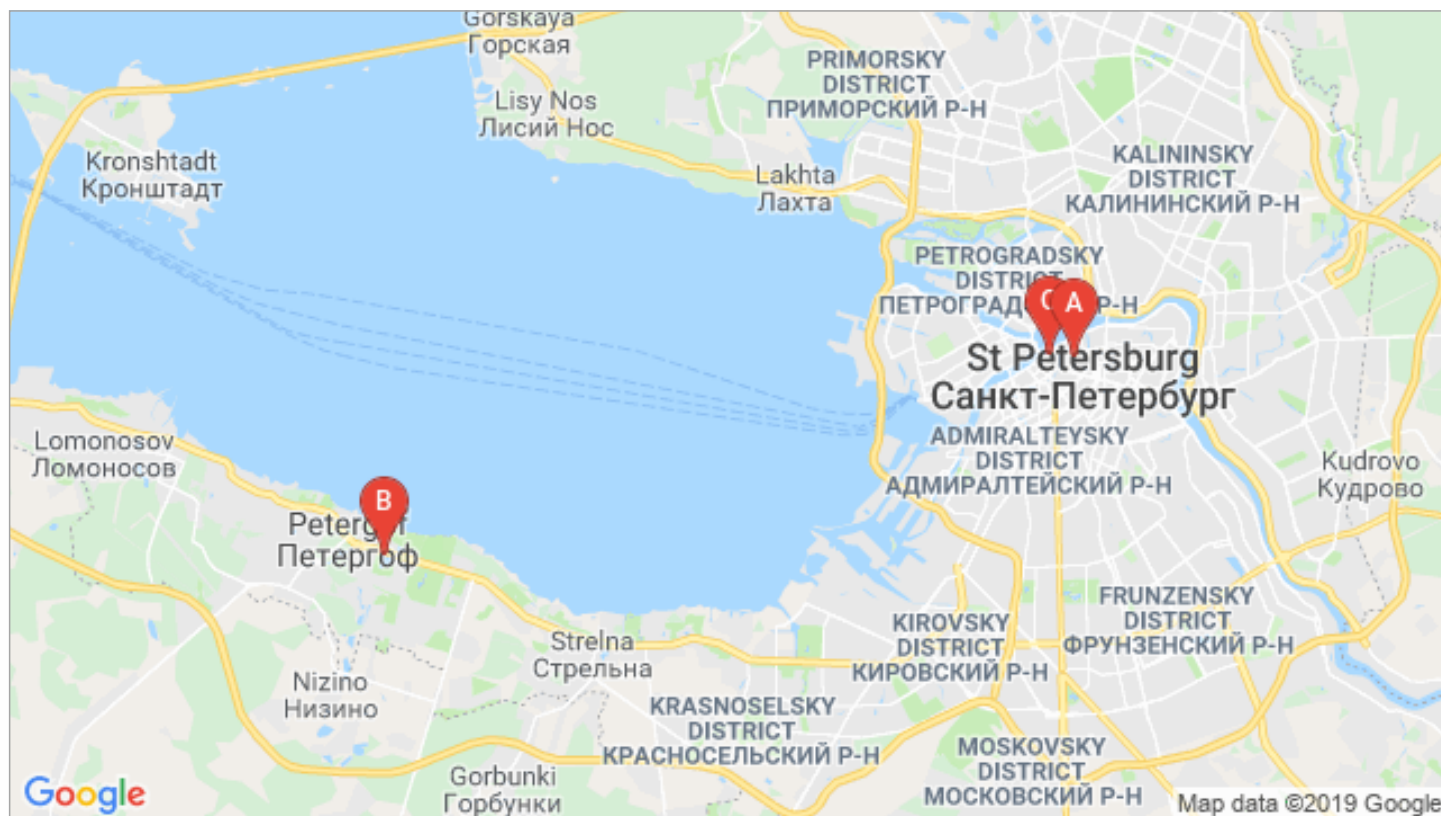 Gorskaya
Горская
PRIMORSKY
DISTRICT
ПРИМОРСКИЙ Р-Н
Lisy Nos
Лисий Нос
Kronshtadt
Кронштадт
KALININSKY
DISTRICT
КАЛИНИНСКИЙ Р-Н
Lakhta
Лахта
PETROGRADSKY
DISTRICT
Р-Н
C
A
St Petersburg
Санкт-Петербург
Lomonosov
Ломоносов
ADMIRALTEYSKY
DISTRICT
АДМИРАЛТЕЙСКИЙ Р-Н
Kudrovo
Кудрово
B
Петергоф
FRUNZENSKY
DISTRICT
ФРУНЗЕНСКИЙ Р-Н
KIROVSKY
DISTRICT
КИРОВСКИЙ Р-Н
Strelna
Стрельна
Nizino
Низино
KRASNOSELSKY
DISTRICT
КРАСНОСЕЛЬСКИЙ Р-Н
MOSKOVSKY
DISTRICT
МОСКОВСКИЙ Р-Н
Gorbunki
Горбунки
Google
Map data ©2019 Google